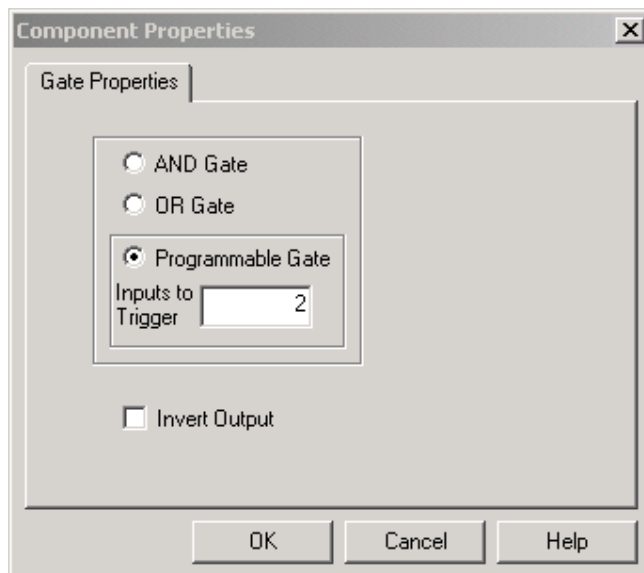 Component Properties
Gate Properties
AND Gate
OR Gate
Programmable Gate
Inputs to
Trigger
2
Invert Output
OK
Cancel
Help